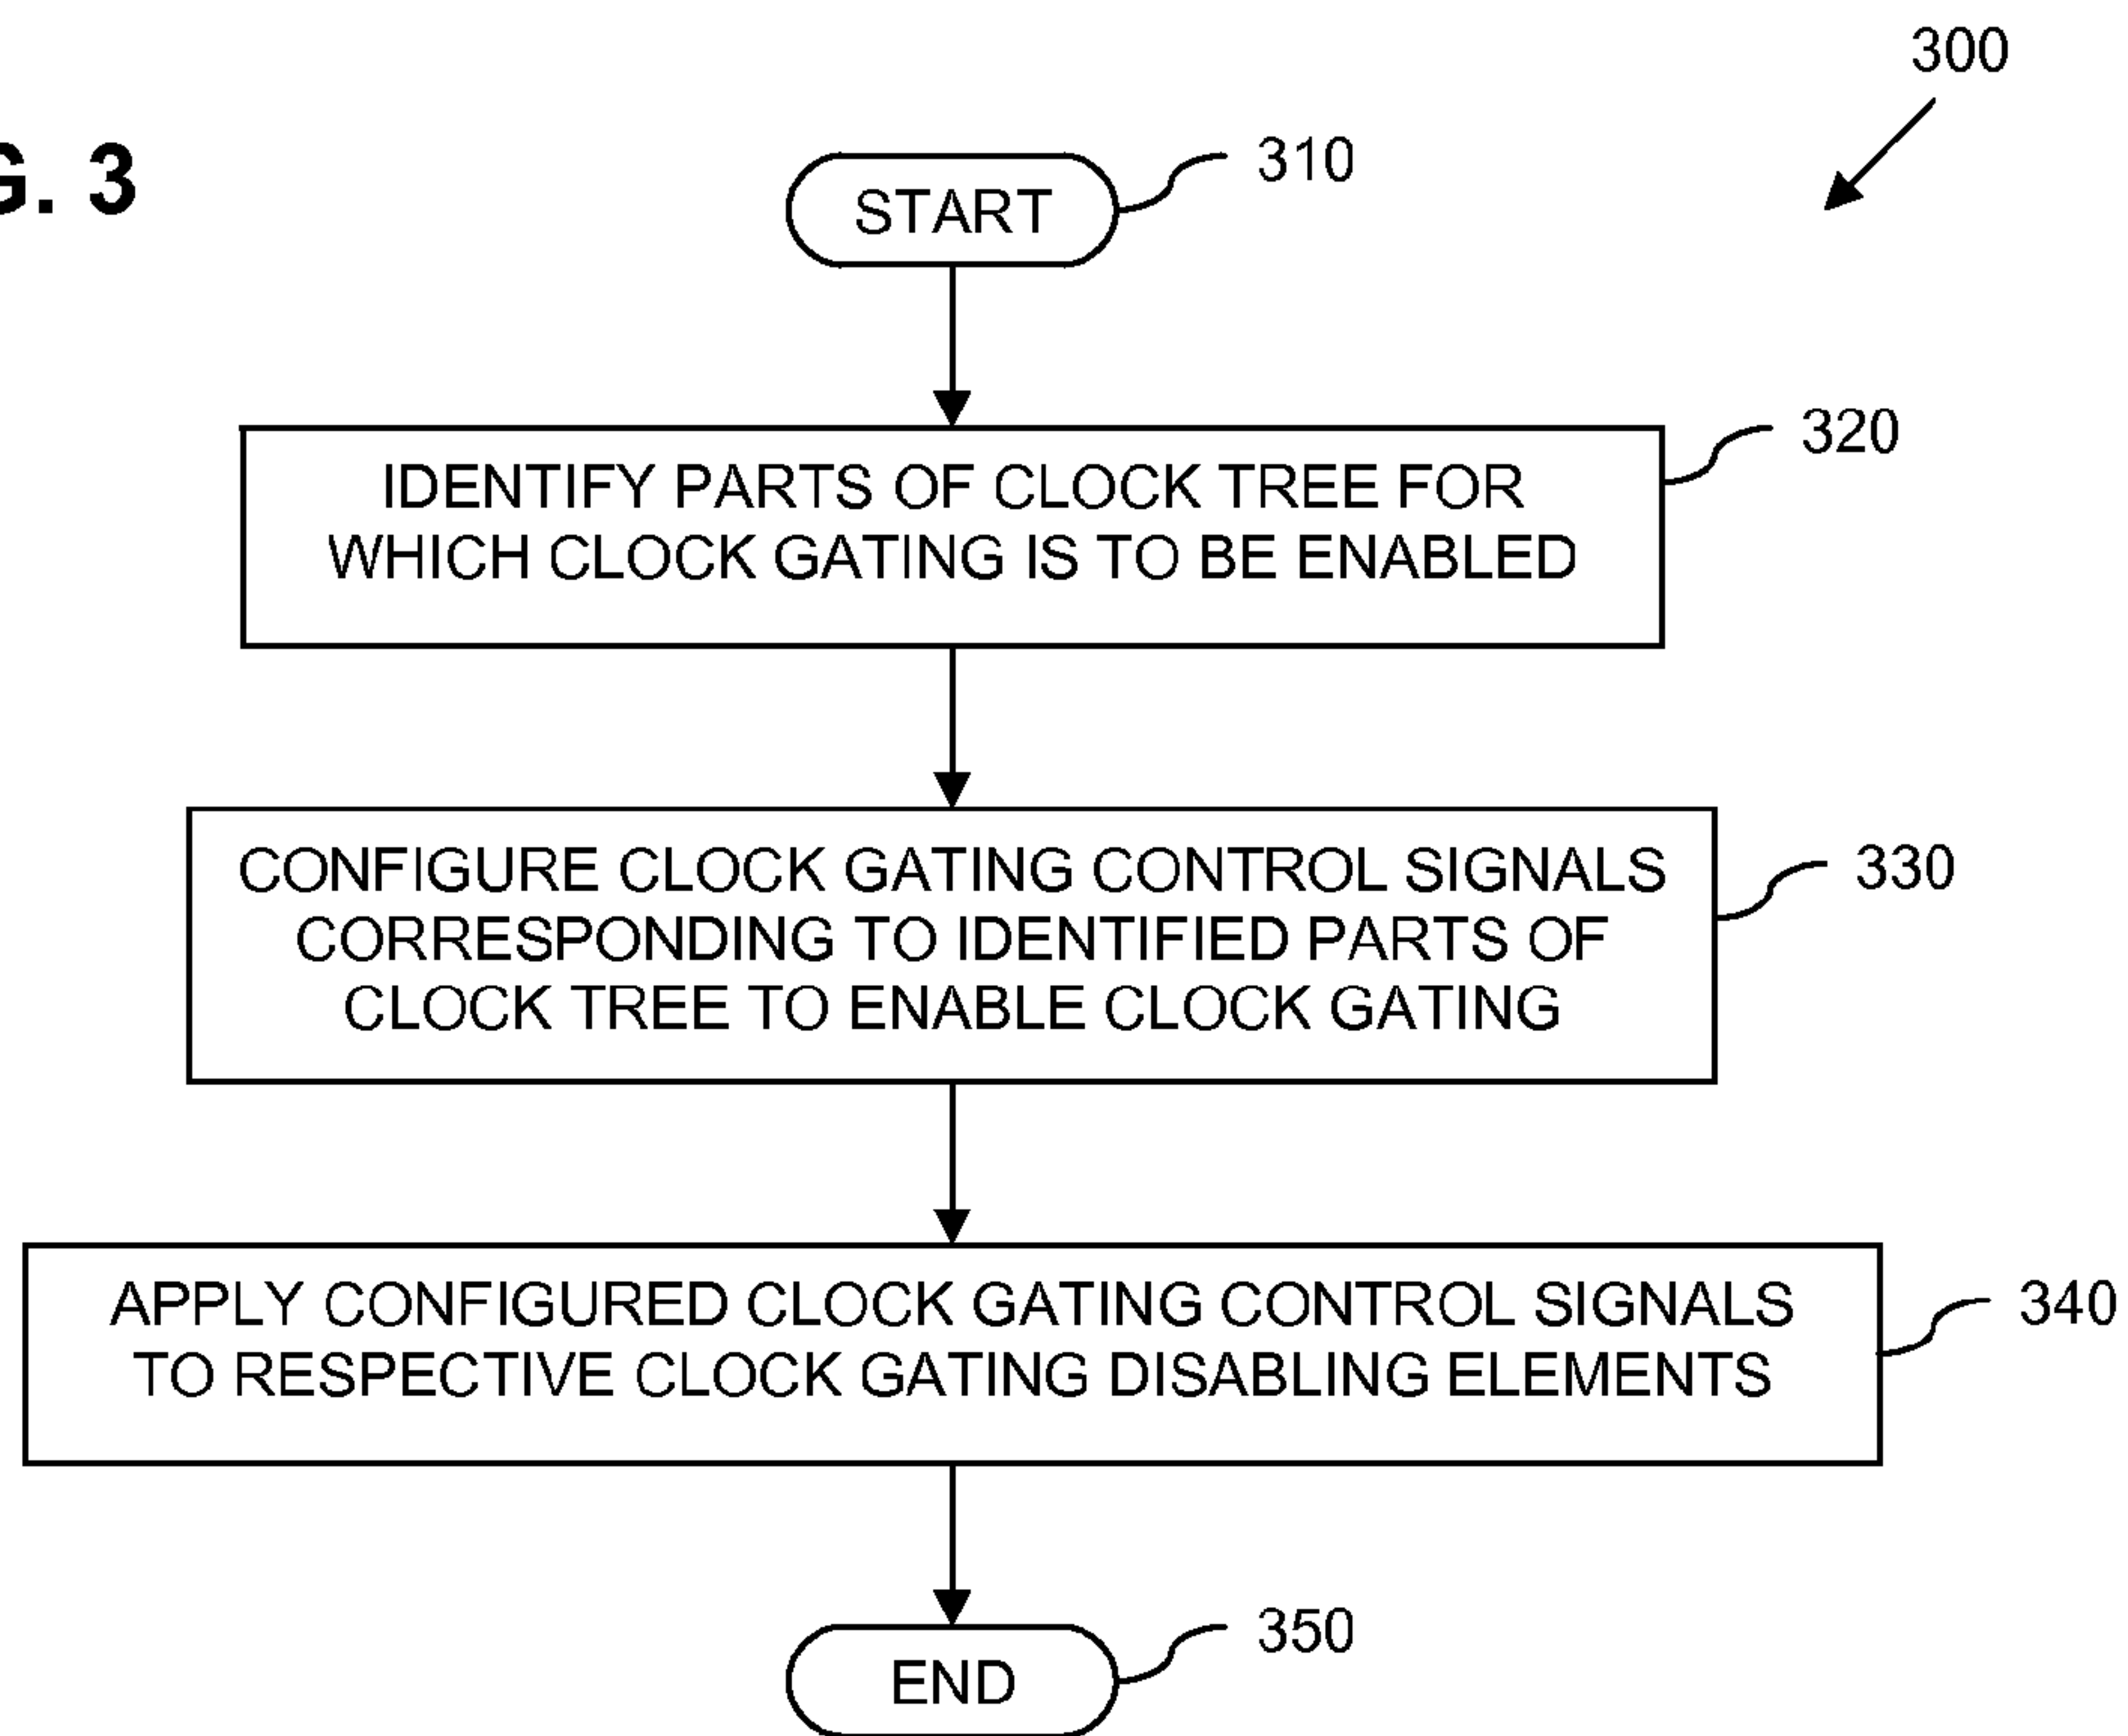 300
G. 3
310
START
320
IDENTIFY PARTS OF CLOCK TREE FOR
WHICH CLOCK GATING IS TO BE ENABLED
330
CONFIGURE CLOCK GATING CONTROL SIGNALS
CORRESPONDING TO IDENTIFIED PARTS OF
CLOCK TREE TO ENABLE CLOCK GATING
340
APPLY CONFIGURED CLOCK GATING CONTROL SIGNALS
TO RESPECTIVE CLOCK GATING DISABLING ELEMENTS
350
END